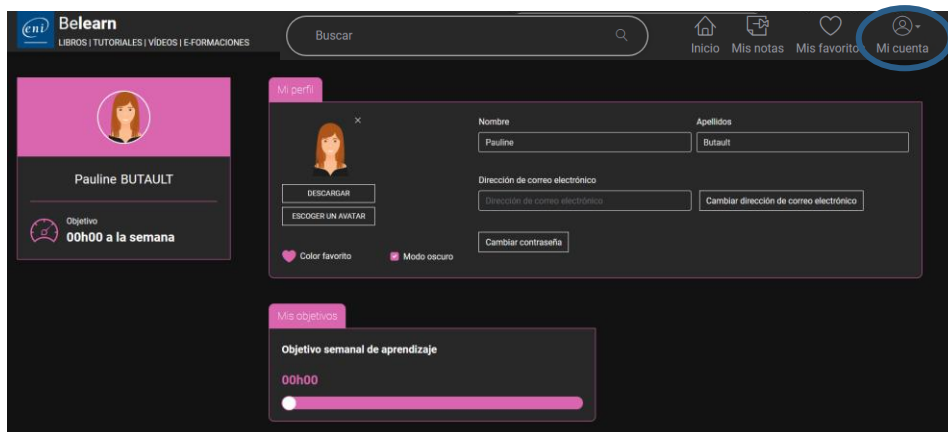 eni
Belearn
LIBROS | TUTORIALES | VÍDEOS | E-FORMACIONES
Buscar
Inicio
Mis notas
Mis favoritos
Mi cuenta
Pauline BUTAULT
Objetivo
00h00 a la semana
Mi perfil
Nombre
Apellidos
Pauline
Butault
DESCARGAR
ESCOGER UN AVATAR
Dirección de correo electrónico
Dirección de correo electrónico
Cambiar dirección de correo electrónico
Cambiar contraseña
Color favorito
Modo oscuro
Mis objetivos
Objetivo semanal de aprendizaje
00h00